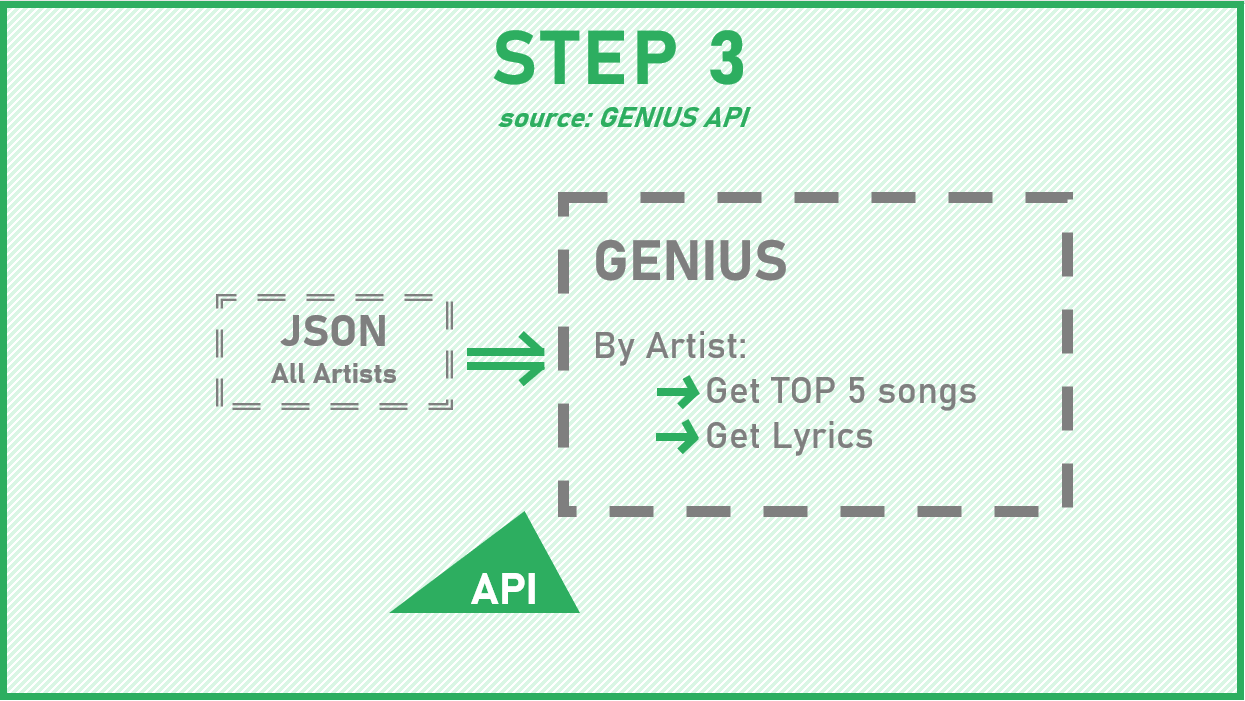 STEP 3
source: GENIUS API
JSON
All Artists
GENIUS
By Artist:
Get TOP 5 songs
Get Lyrics
API